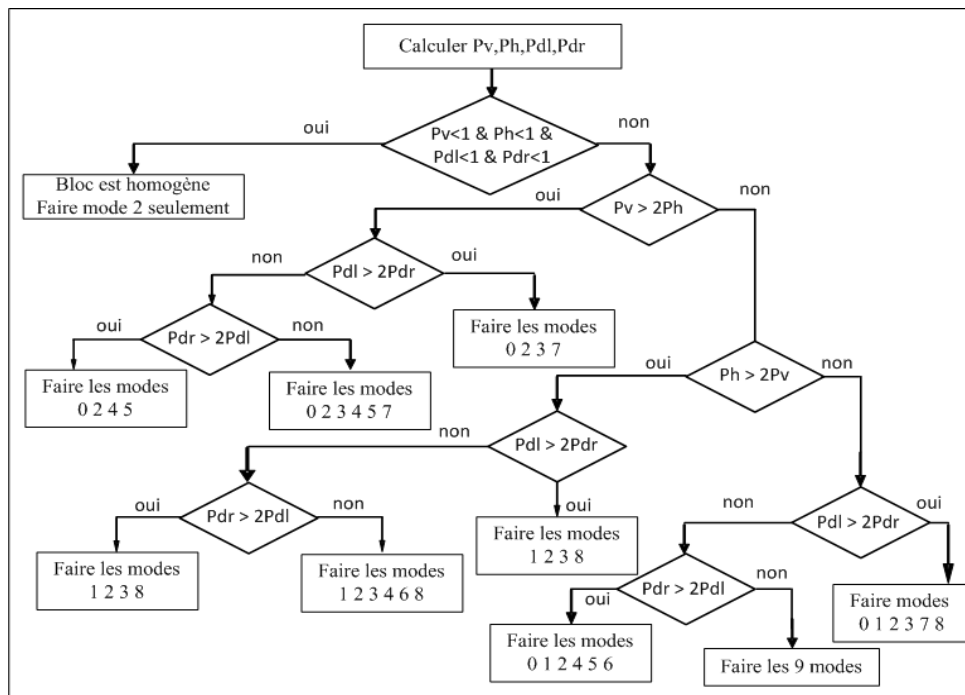 Calculer Pv,Ph,Pdl,Pdr
oui
Pv<1 & Ph<1 &
Pdl<1 & Pdr<1
non
Bloc est homogène
Faire mode 2 seulement
oui
Pv > 2Ph
non
non
Pdl > 2Pdr
oui
oui
Pdr > 2Pdl
non
Faire les modes
0 2 3 7
Faire les modes
0 2 4 5
Faire les modes
0 2 3 4 5 7
oui
Ph > 2Pv
non
non
Pdl > 2Pdr
oui
oui
Pdr > 2Pdl
non
Faire les modes
1 2 3 8
Faire les modes
1 2 3 4 6 8
Faire les modes
1 2 3 8
non
Pdl > 2Pdr
oui
oui
Pdr > 2Pdl
non
Faire modes
0 1 2 3 7 8
Faire les modes
0 1 2 4 5 6
Faire les 9 modes